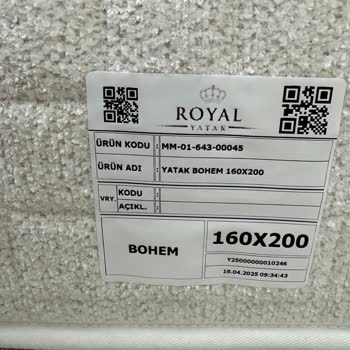 ROYAL
YATAK
ÜRÜN KODU : MM-01-643-00045
ÜRÜN ADI : YATAK BOHEM 160X200
VRY. KODU :
AÇIKL. :
BOHEM
160X200
Y25000000010246
16.04.2025 09:34:43